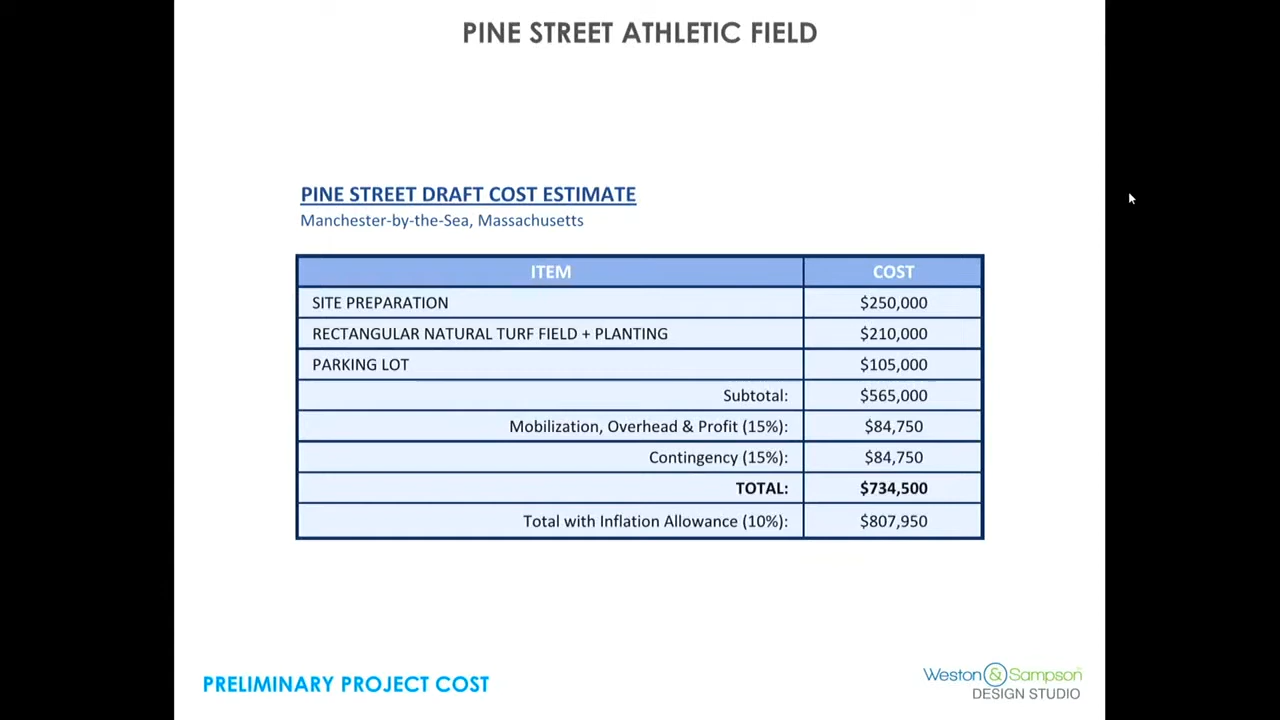 PINE STREET ATHLETIC FIELD
PINE STREET DRAFT COST ESTIMATE
Manchester-by-the-Sea, Massachusetts
ITEM COST
SITE PREPARATION $250,000
RECTANGULAR NATURAL TURF FIELD + PLANTING $210,000
PARKING LOT $105,000
Subtotal: $565,000
Mobilization, Overhead & Profit (15%): $84,750
Contingency (15%): $84,750
TOTAL: $734,500
Total with Inflation Allowance (10%): $807,950
PRELIMINARY PROJECT COST
Weston & Sampson
DESIGN STUDIO